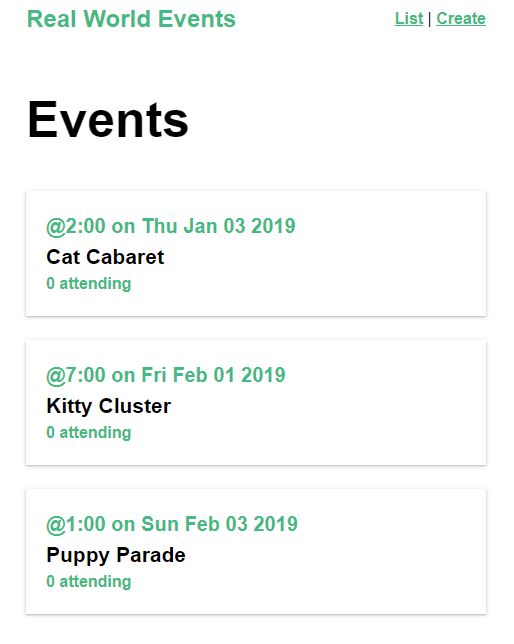 Real World Events
List | Create
Events
@2:00 on Thu Jan 03 2019
Cat Cabaret
0 attending
@7:00 on Fri Feb 01 2019
Kitty Cluster
0 attending
@1:00 on Sun Feb 03 2019
Puppy Parade
0 attending